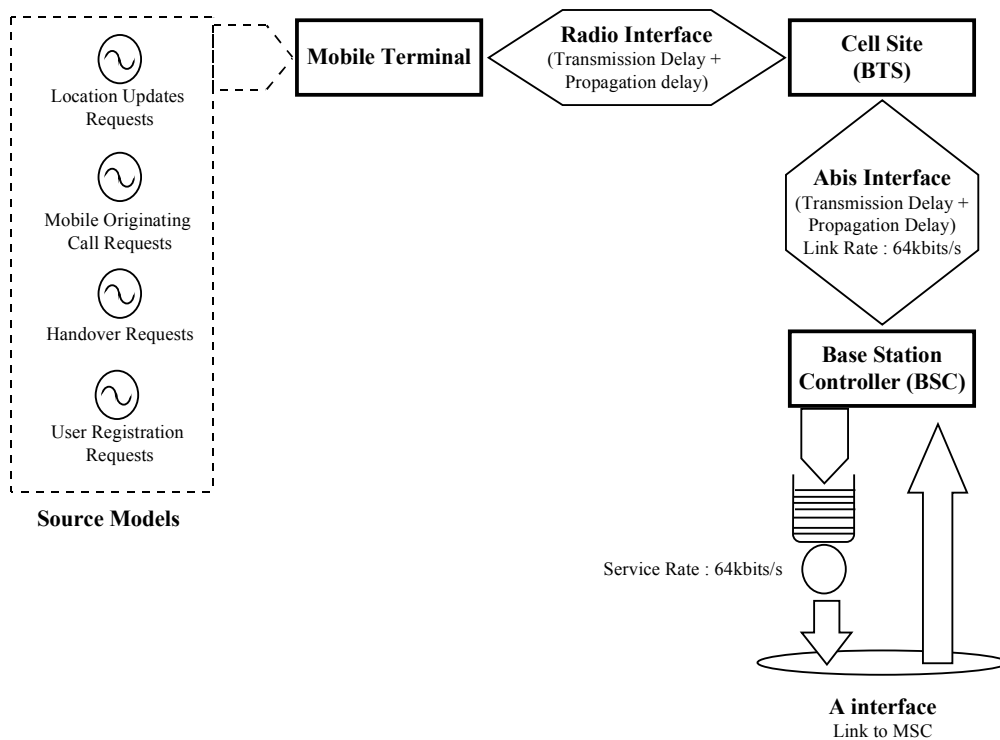 Location Updates
Requests
Mobile Originating
Call Requests
Handover Requests
User Registration
Requests
Source Models
Mobile Terminal
Radio Interface
(Transmission Delay +
Propagation delay)
Cell Site
(BTS)
Abis Interface
(Transmission Delay +
Propagation Delay)
Link Rate : 64kbits/s
Base Station
Controller (BSC)
Service Rate : 64kbits/s
A interface
Link to MSC